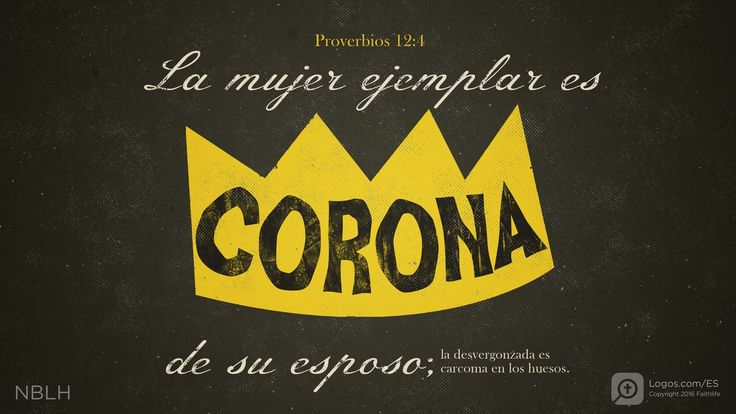 Proverbios 12:4
La mujer ejemplar es
CORONA
de su esposo;
la desvergonzada es
carcoma en los huesos.
NBLH
Logos.com/ES
Copyright 2016 Faithlife